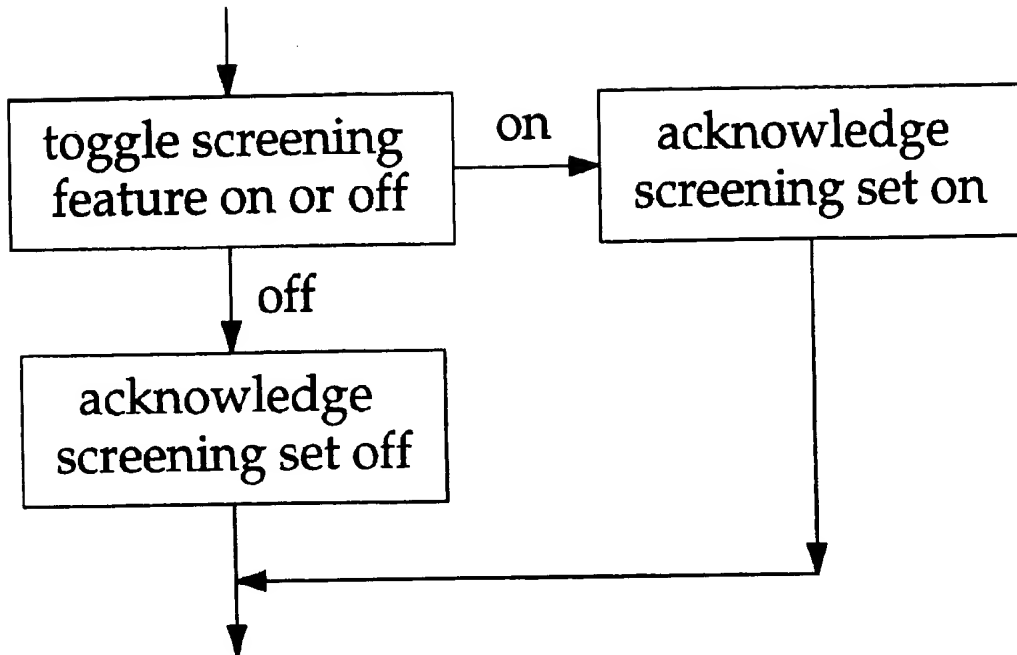 toggle screening
feature on or off
on
acknowledge
screening set on
off
acknowledge
screening set off